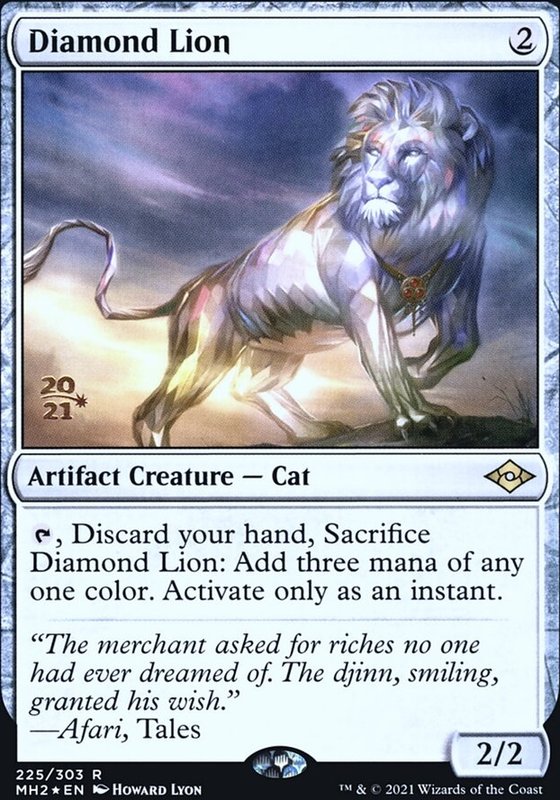 Diamond Lion 2
20
21
Artifact Creature — Cat
, Discard your hand, Sacrifice
Diamond Lion: Add three mana of any
one color. Activate only as an instant.
“The merchant asked for riches no one
had ever dreamed of. The djinn, smiling,
granted his wish.”
—Afari, Tales
2/2
225/303 R
MH2★EN Howard Lyon ™ & © 2021 Wizards of the Coast